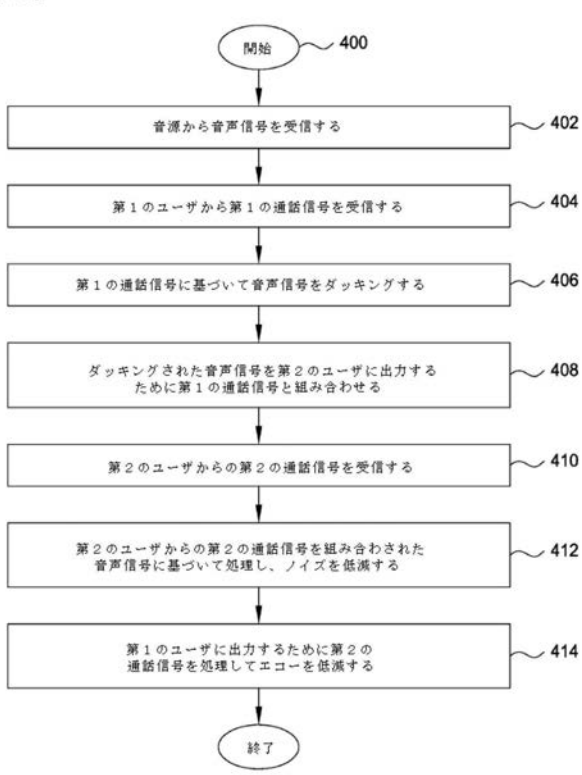 開始
400
音源から音声信号を受信する
402
第1のユーザから第1の通話信号を受信する
404
第1の通話信号に基づいて音声信号をダッキングする
406
ダッキングされた音声信号を第2のユーザに出力する
ために第1の通話信号と組み合わせる
408
第2のユーザからの第2の通話信号を受信する
410
第2のユーザからの第2の通話信号を組み合わされた
音声信号に基づいて処理し、ノイズを低減する
412
第1のユーザに出力するために第2の
通話信号を処理してエコーを低減する
414
終了